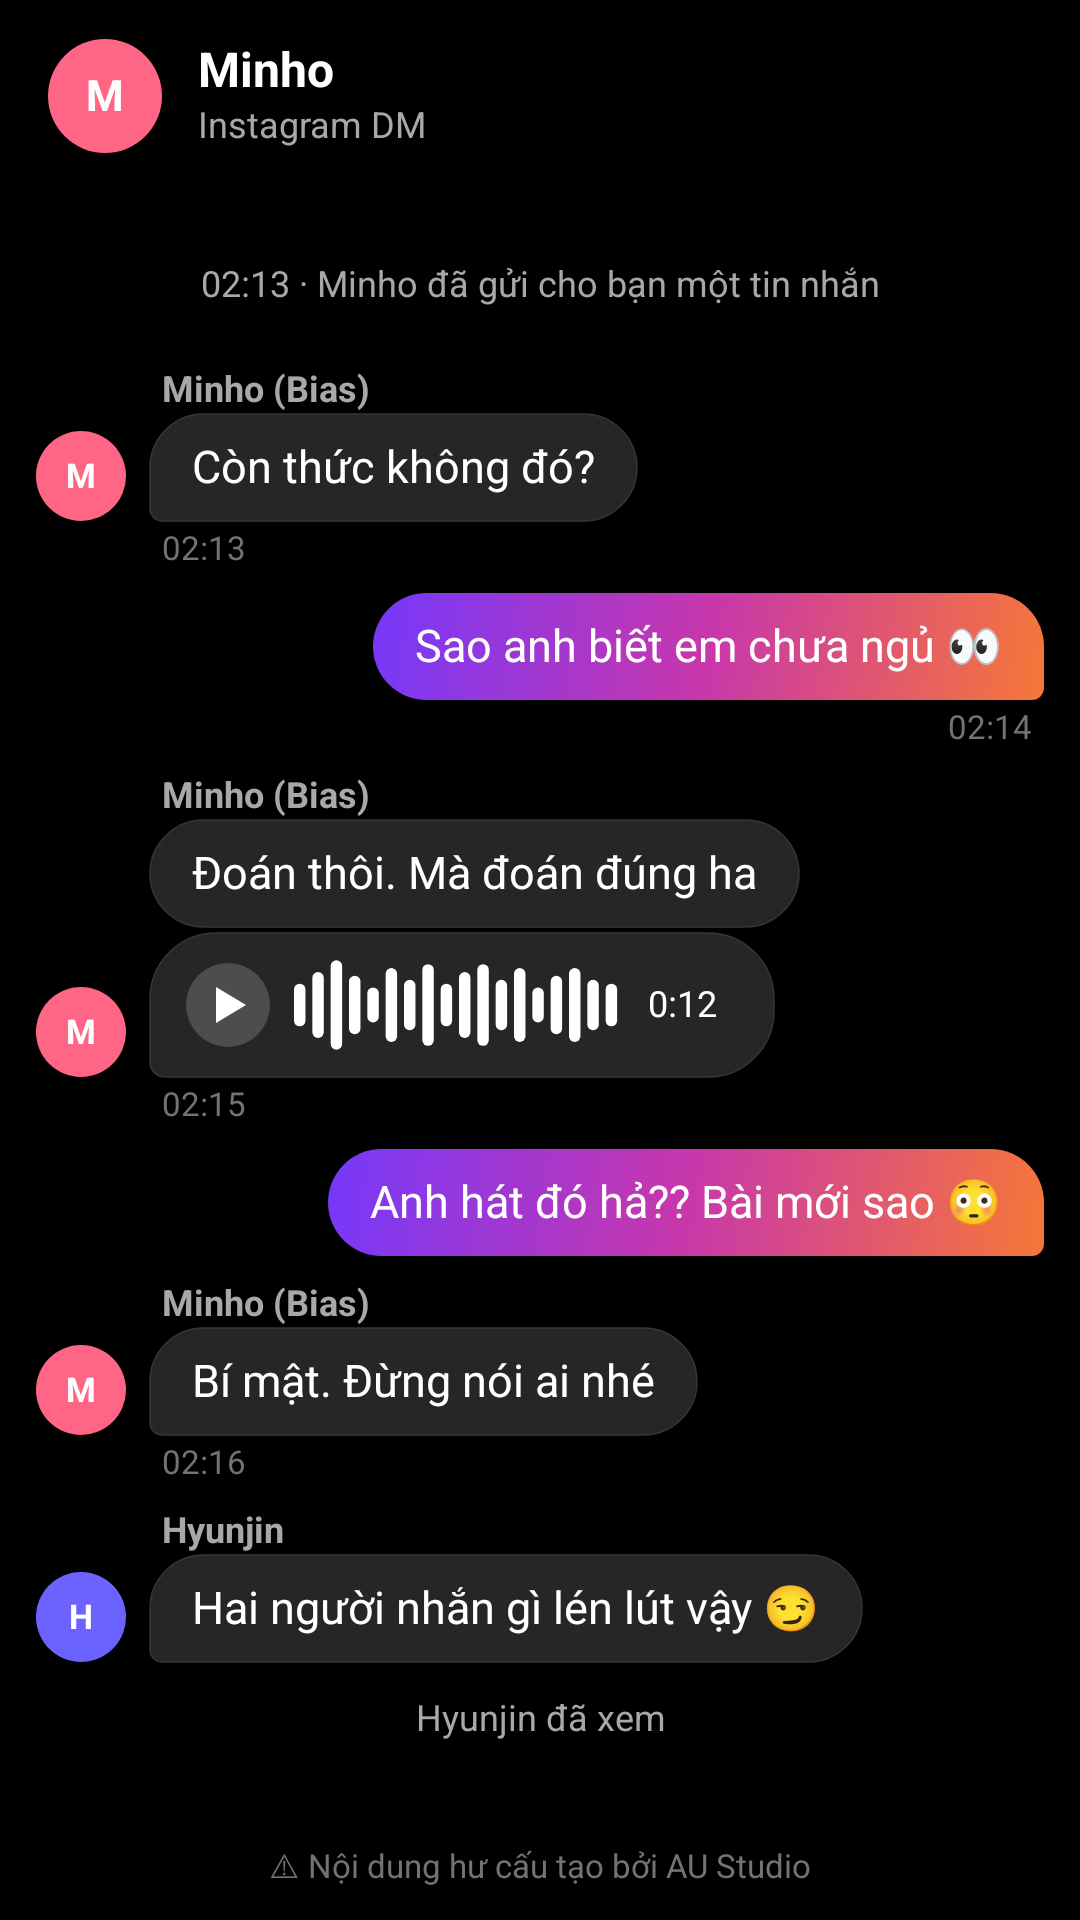 M
Minho
Instagram DM
02:13 · Minho đã gửi cho bạn một tin nhắn
Minho (Bias)
M
Còn thức không đó?
02:13
Sao anh biết em chưa ngủ 👀
02:14
Minho (Bias)
Đoán thôi. Mà đoán đúng ha
M
0:12
02:15
Anh hát đó hả?? Bài mới sao 😳
Minho (Bias)
M
Bí mật. Đừng nói ai nhé
02:16
Hyunjin
H
Hai người nhắn gì lén lút vậy 😏
Hyunjin đã xem
⚠ Nội dung hư cấu tạo bởi AU Studio